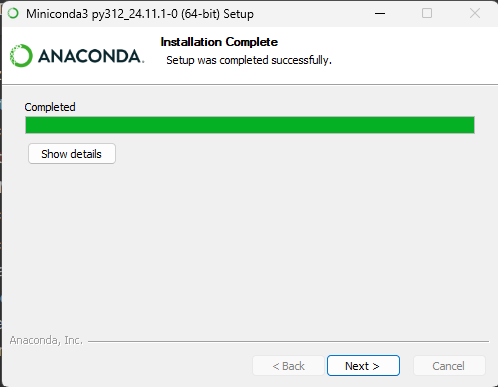 Miniconda3 py312_24.11.1-0 (64-bit) Setup
ANACONDA.
Installation Complete
Setup was completed successfully.
Completed
Show details
Anaconda, Inc.
< Back
Next >
Cancel